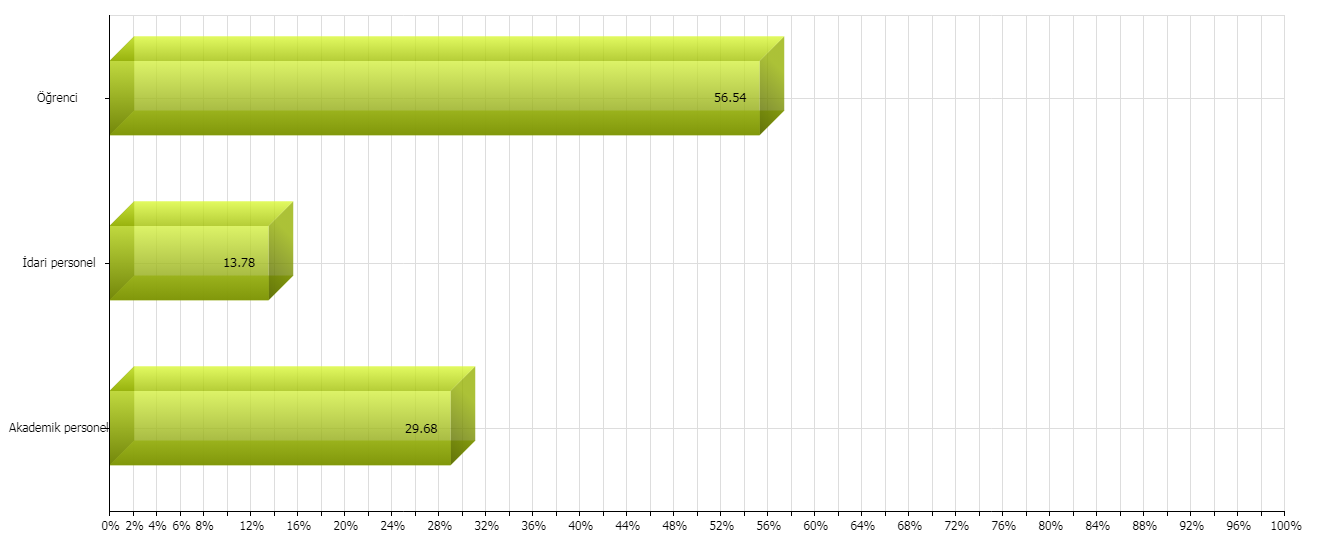 Öğrenci
56.54
İdari personel
13.78
Akademik personel
29.68
0% 2% 4% 6% 8% 12% 16% 20% 24% 28% 32% 36% 40% 44% 48% 52% 56% 60% 64% 68% 72% 76% 80% 84% 88% 92% 96% 100%